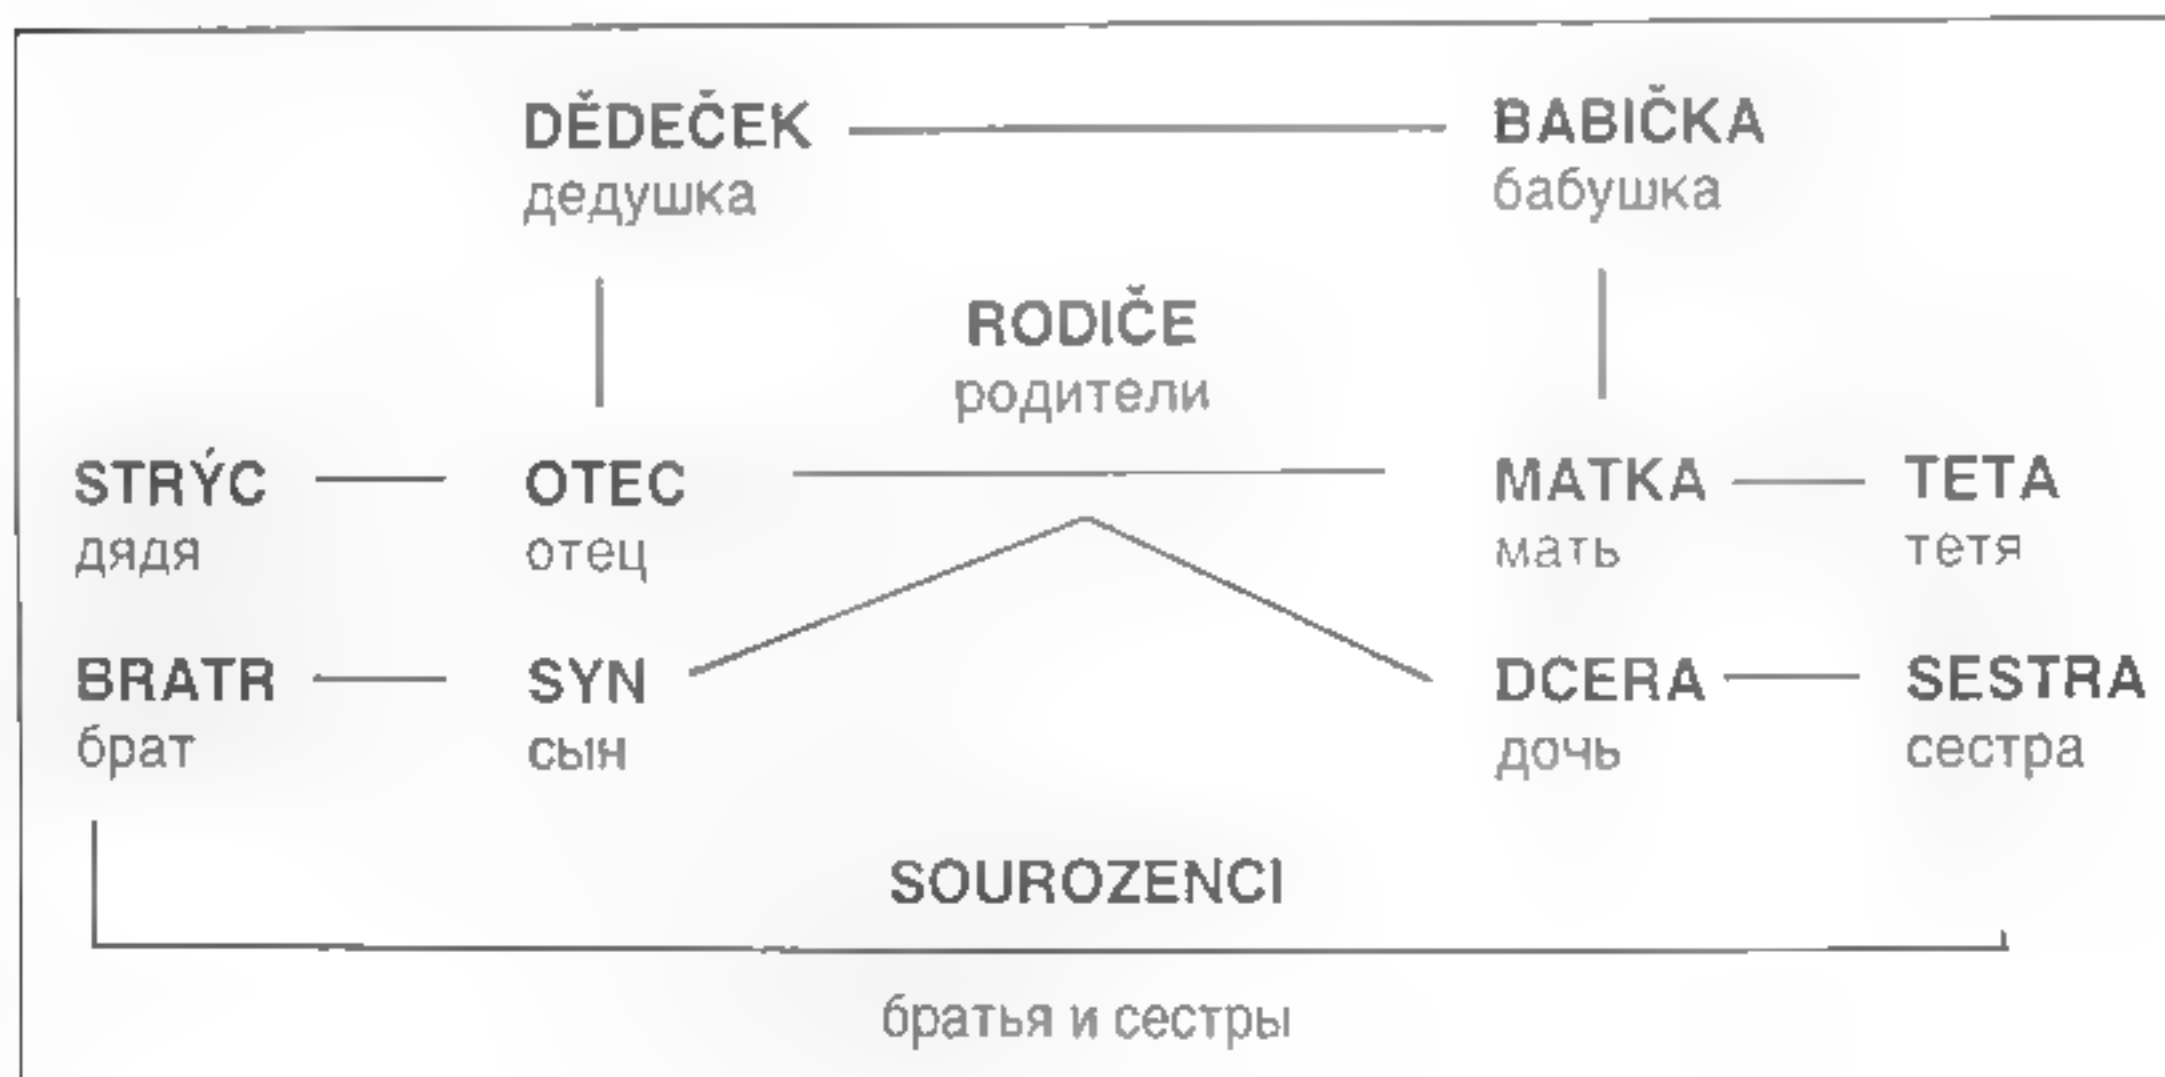 DĚDEČEK BABIČKA
дедушка бабушка
RODIČE
родители
STRÝC OTEC MATKA TETA
дядя отец мать тетя
BRATR SYN DCERA SESTRA
брат сын дочь сестра
SOUROZENCI
братья и сестры